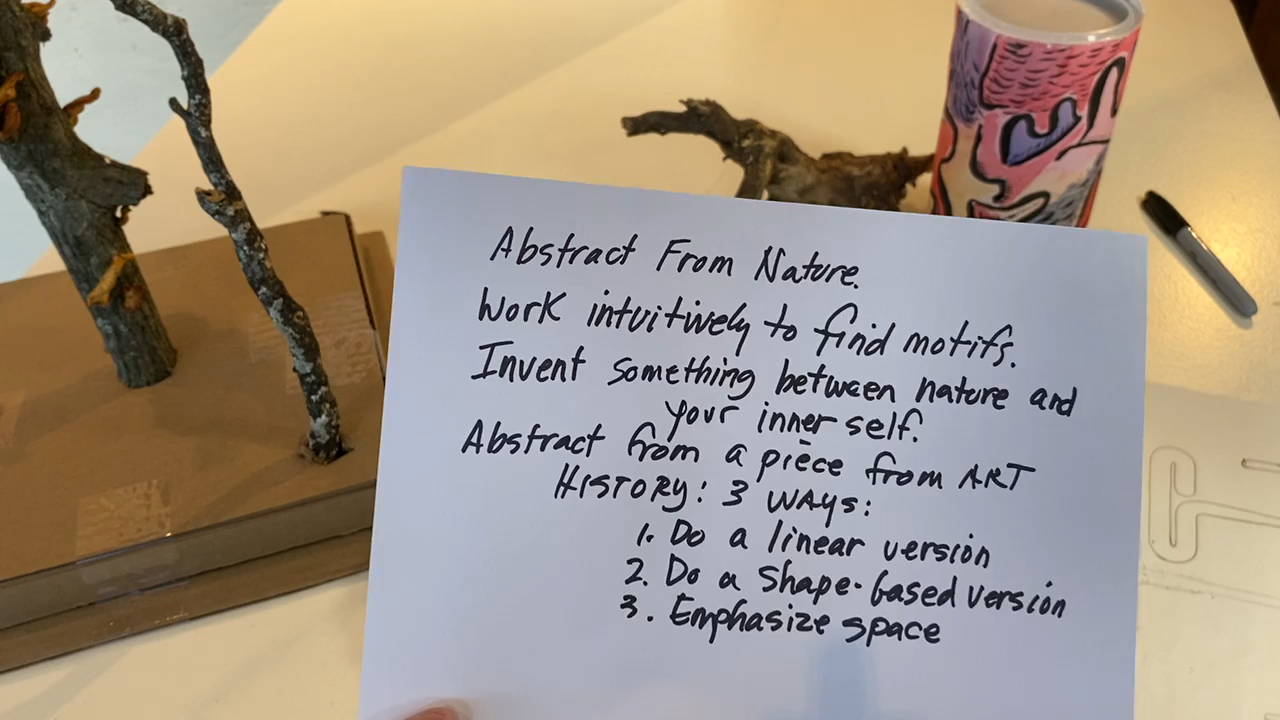 Abstract From Nature.
Work intuitively to find motifs.
Invent something between nature and
your inner self.
Abstract from a piece from ART
HISTORY: 3 WAYS:
1. Do a linear version
2. Do a shape-based version
3. Emphasize space